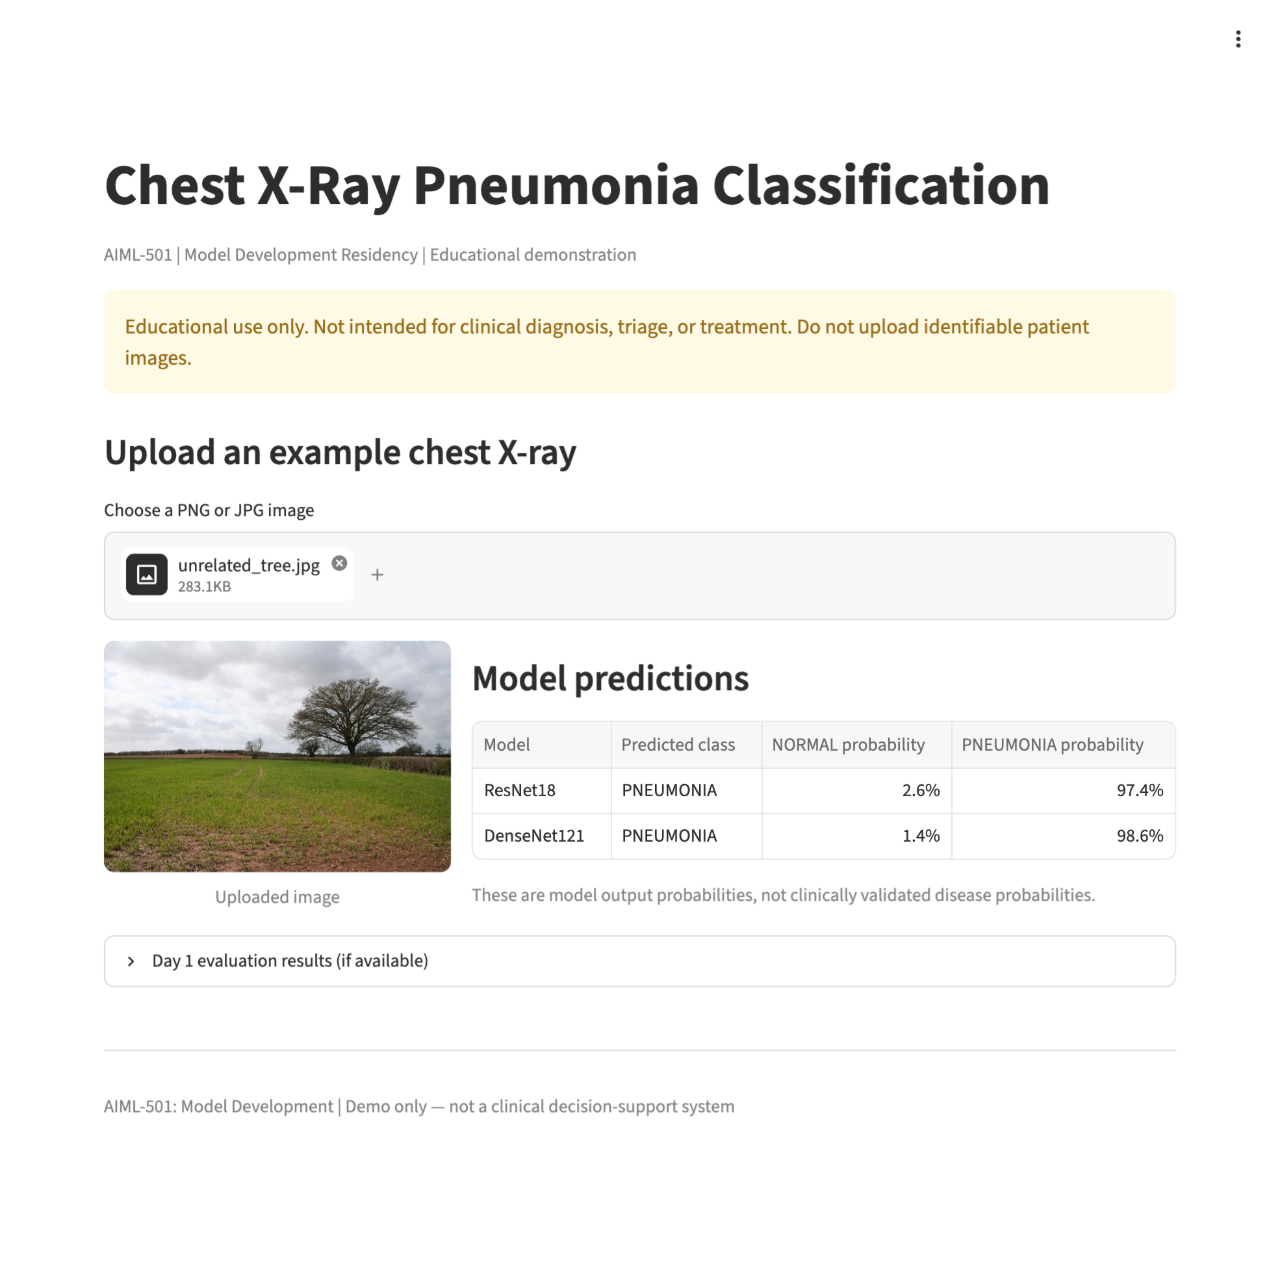 Chest X-Ray Pneumonia Classification
AIML-501 | Model Development Residency | Educational demonstration
Educational use only. Not intended for clinical diagnosis, triage, or treatment. Do not upload identifiable patient
images.
Upload an example chest X-ray
Choose a PNG or JPG image
unrelated_tree.jpg
283.1KB
Model predictions
Model Predicted class NORMAL probability PNEUMONIA probability
ResNet18 PNEUMONIA 2.6% 97.4%
DenseNet121 PNEUMONIA 1.4% 98.6%
Uploaded image
These are model output probabilities, not clinically validated disease probabilities.
Day 1 evaluation results (if available)
AIML-501: Model Development | Demo only — not a clinical decision-support system